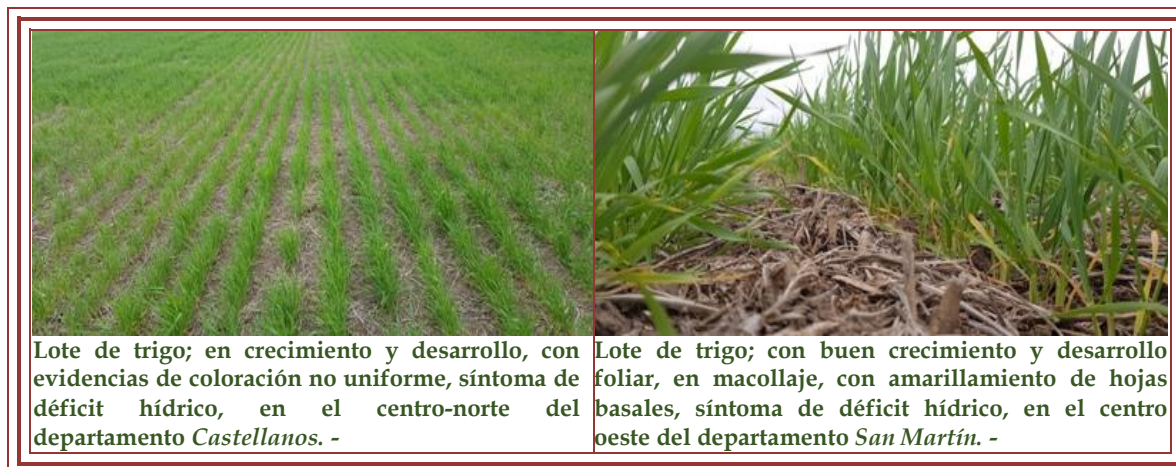 Lote de trigo; en crecimiento y desarrollo, con
evidencias de coloración no uniforme, síntoma de
déficit hídrico, en el centro-norte del
departamento Castellanos. -
Lote de trigo; con buen crecimiento y desarrollo
foliar, en macollaje, con amarillamiento de hojas
basales, síntoma de déficit hídrico, en el centro
oeste del departamento San Martín. -